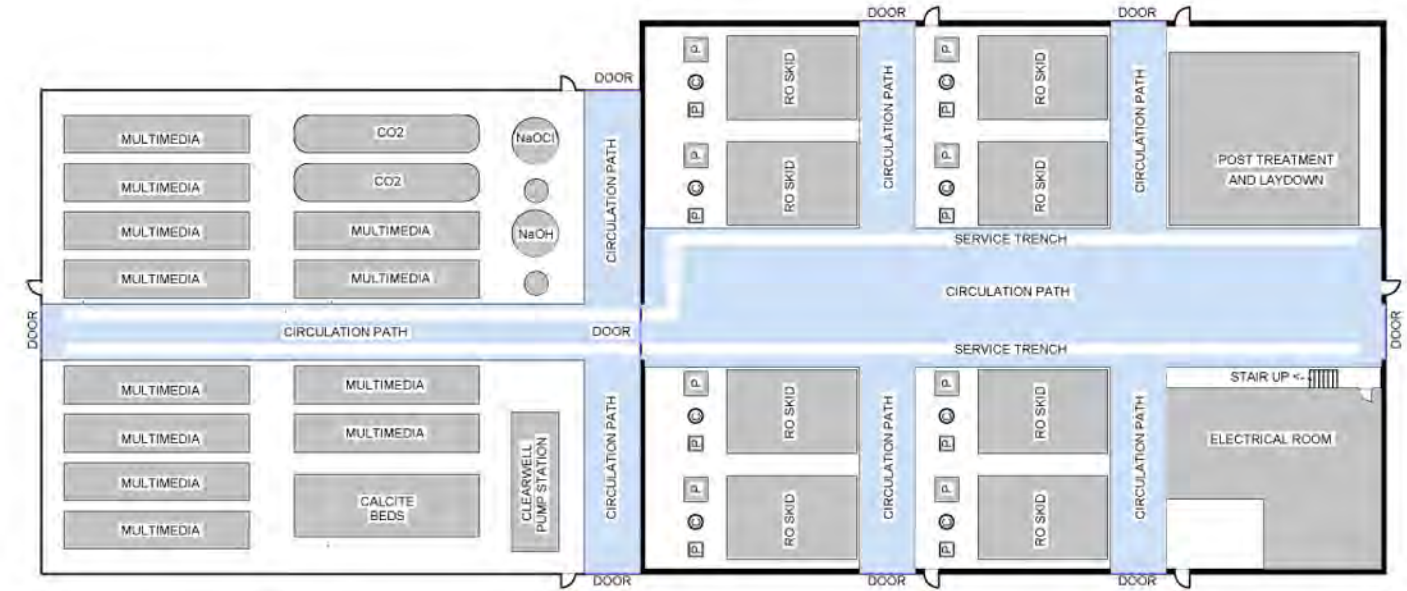 DOOR
DOOR
DOOR
MULTIMEDIA
MULTIMEDIA
MULTIMEDIA
MULTIMEDIA
CO2
CO2
MULTIMEDIA
MULTIMEDIA
NaOCl
NaOH
CIRCULATION PATH
P
C
P
RO SKID
P
C
P
RO SKID
CIRCULATION PATH
P
C
P
RO SKID
P
C
P
RO SKID
CIRCULATION PATH
POST TREATMENT
AND LAYDOWN
SERVICE TRENCH
CIRCULATION PATH
DOOR
CIRCULATION PATH
DOOR
DOOR
SERVICE TRENCH
STAIR UP <-
MULTIMEDIA
MULTIMEDIA
MULTIMEDIA
MULTIMEDIA
MULTIMEDIA
MULTIMEDIA
CALCITE
BEDS
CLEARWELL
PUMP STATION
CIRCULATION PATH
P
C
P
RO SKID
P
C
P
RO SKID
CIRCULATION PATH
P
C
P
RO SKID
P
C
P
RO SKID
CIRCULATION PATH
ELECTRICAL ROOM
DOOR
DOOR
DOOR